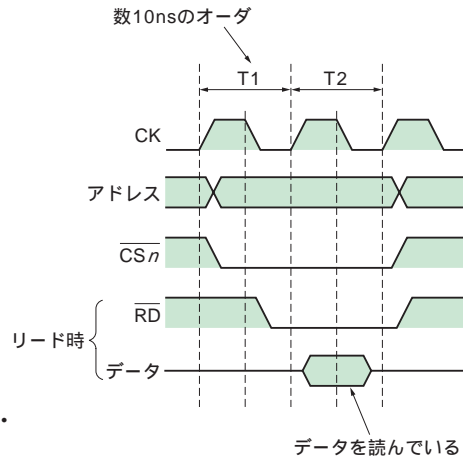 数10nsのオーダ
T1 T2
CK
アドレス
CSn
RD
リード時
データ
データを読んでいる